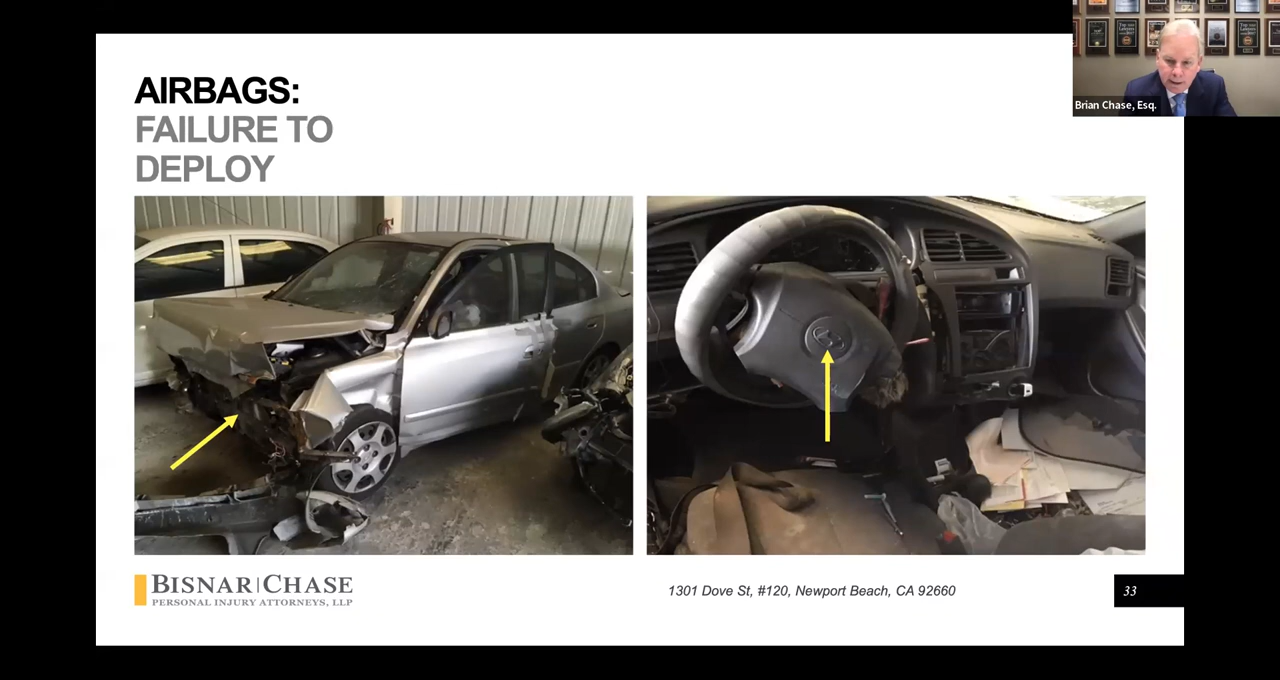 AIRBAGS:
FAILURE TO
DEPLOY
Brian Chase, Esq.
BISNAR|CHASE
PERSONAL INJURY ATTORNEYS, LLP
1301 Dove St, #120, Newport Beach, CA 92660
33